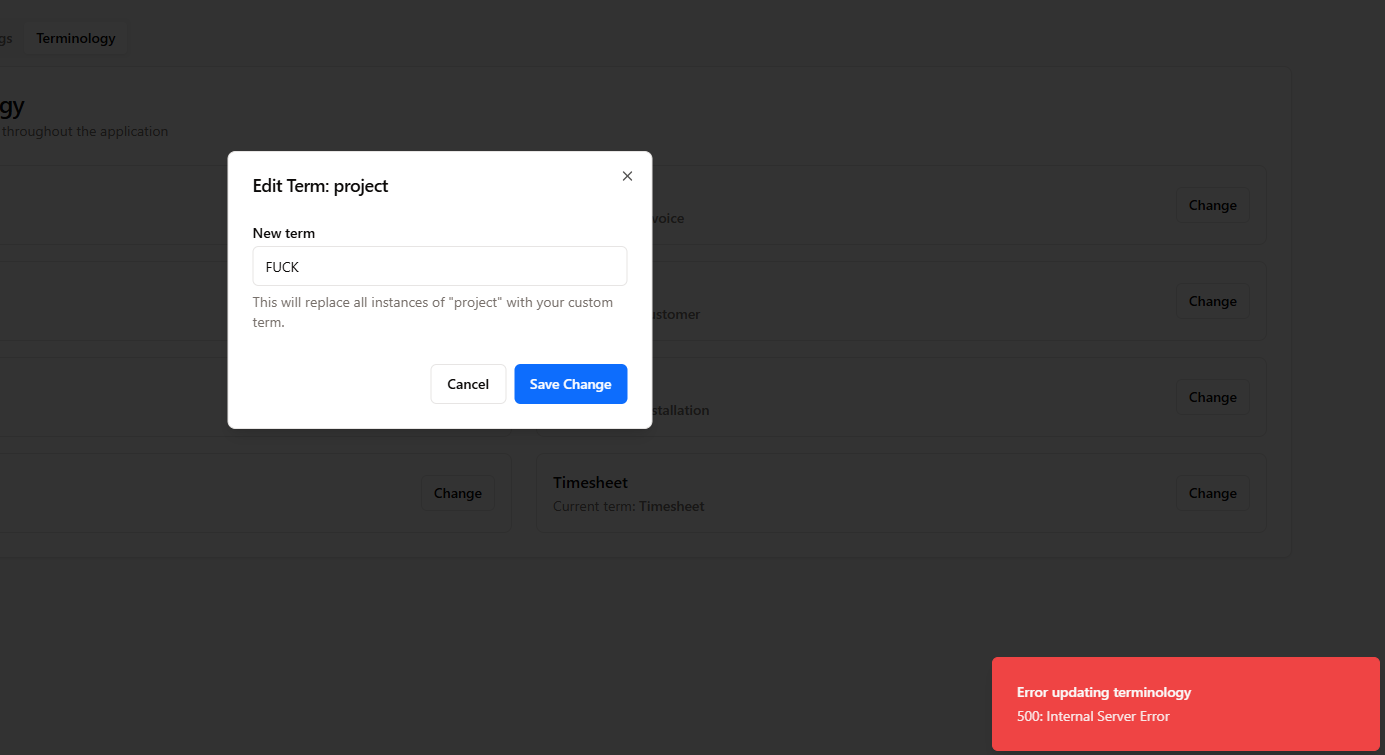 gs
Terminology
gy
throughout the application
Edit Term: project
New term
FUCK
This will replace all instances of "project" with your custom
term.
Cancel
Save Change
voice
Change
ustomer
Change
stallation
Change
Change
Timesheet
Current term: Timesheet
Change
Error updating terminology
500: Internal Server Error